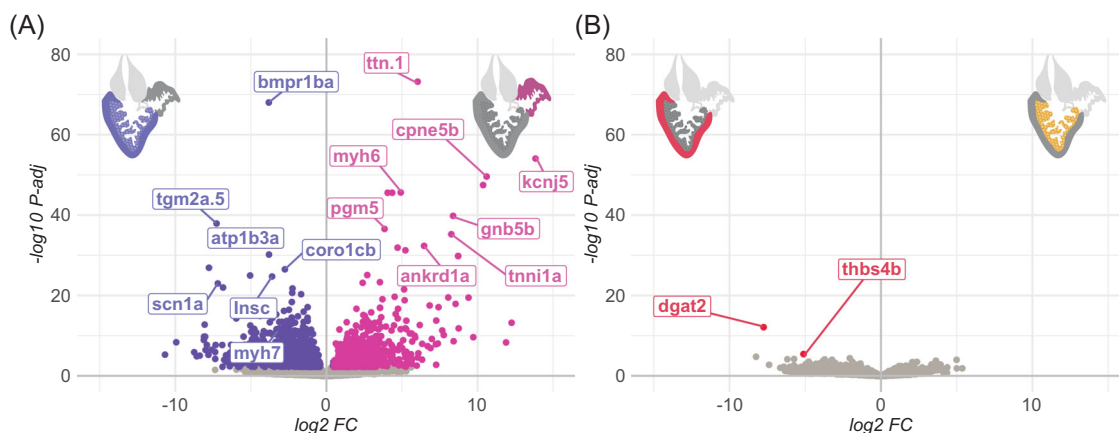 (A)
80
60
40
20
0
-log10 P-adj
ttn.1
bmpr1ba
cpne5b
myh6
kcnj5
tgm2a.5
pgm5
gnb5b
atp1b3a
coro1cb
scn1a
lnsc
ankrd1a
tnni1a
myh7
-10
0
10
log2 FC
(B)
80
60
40
20
0
-log10 P-adj
thbs4b
dgat2
-10
0
10
log2 FC